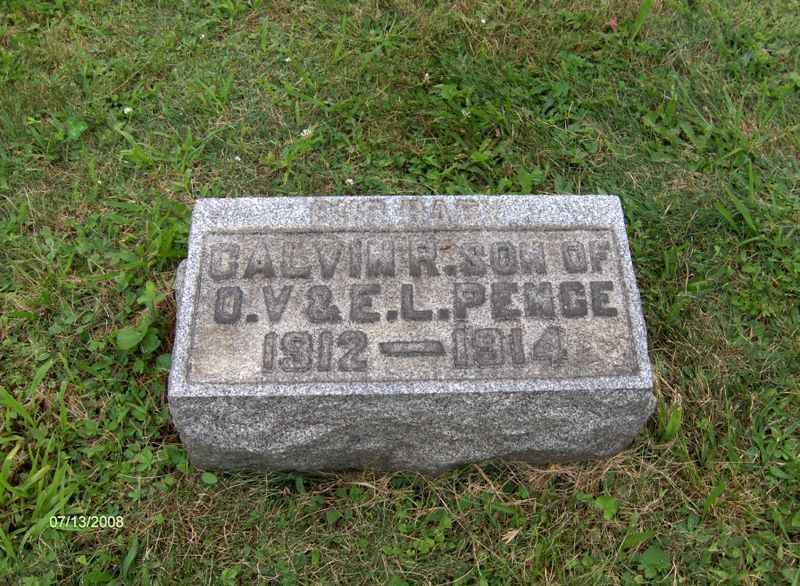 CALVIN R. SON OF
O.V & E.L. PENCE
1912 — 1914
07/13/2008